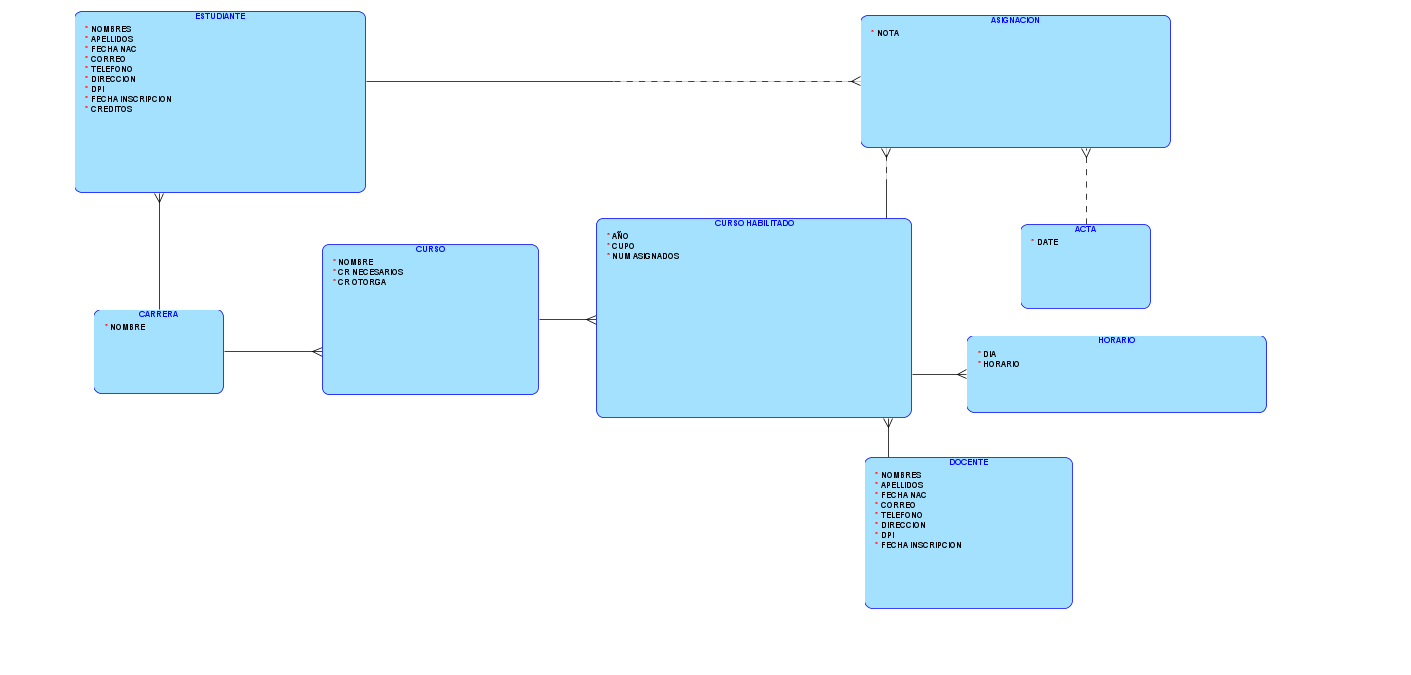 ESTUDIANTE
* NOMBRES
* APELLIDOS
* FECHA NAC
* CORREO
* TELEFONO
* DIRECCION
* DPI
* FECHA INSCRIPCION
* CREDITOS
ASIGNACION
* NOTA
CARRERA
* NOMBRE
CURSO
* NOMBRE
* CR NECESARIOS
* CR OTORGA
CURSO HABILITADO
* AÑO
* CUPO
* NUM ASIGNADOS
ACTA
* DATE
HORARIO
* DIA
* HORARIO
DOCENTE
* NOMBRES
* APELLIDOS
* FECHA NAC
* CORREO
* TELEFONO
* DIRECCION
* DPI
* FECHA INSCRIPCION